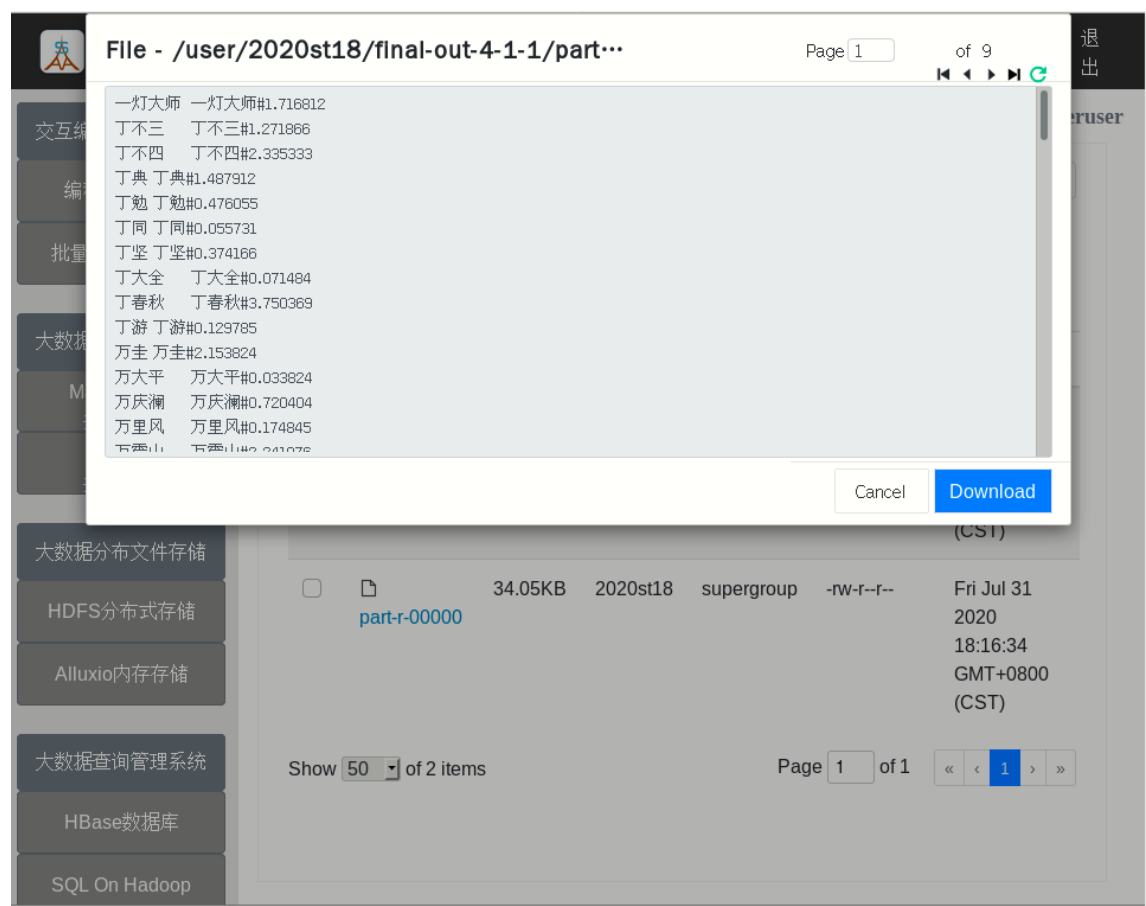 File - /user/2020st18/final-out-4-1-1/part···
Page 1 of 9
退出
一灯大师 一灯大师#1.716812
丁不三 丁不三#1.271866
丁不四 丁不四#2.335333
丁典 丁典#1.487912
丁勉 丁勉#0.476055
丁同 丁同#0.055731
丁坚 丁坚#0.374166
丁大全 丁大全#0.071484
丁春秋 丁春秋#3.750369
丁游 丁游#0.129785
万圭 万圭#2.153824
万大平 万大平#0.033824
万庆澜 万庆澜#0.720404
万里风 万里风#0.174845
Cancel
Download
eruser
交互编
编
批量
大数据
M
大数据分布文件存储
HDFS分布式存储
Alluxio内存存储
大数据查询管理系统
HBase数据库
SQL On Hadoop
(CST)
part-r-00000 34.05KB 2020st18 supergroup -rw-r--r-- Fri Jul 31
2020
18:16:34
GMT+0800
(CST)
Show 50 of 2 items
Page 1 of 1
« ‹ 1 › »